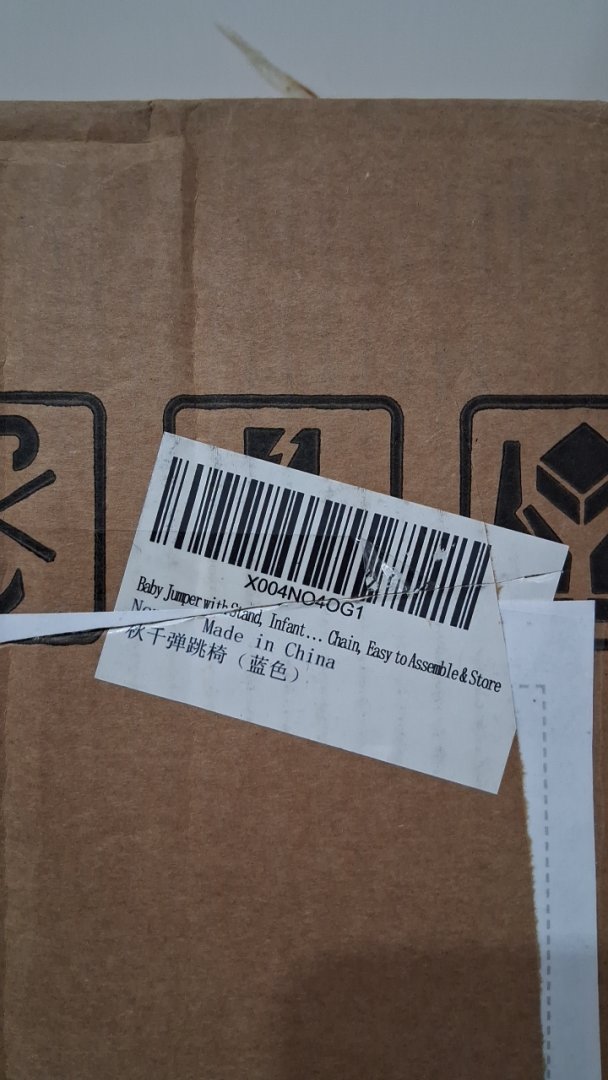 X004NO4OG1
Baby Jumper with Stand, Infant... Chain, Easy to Assemble & Store
Made in China
秋千弹跳椅（蓝色）